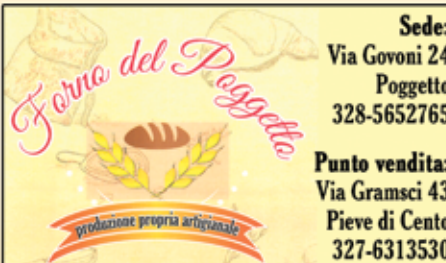 Forno del Poggetto
produzione propria artigianale
Sede:
Via Govoni 24
Poggetto
328-5652765
Punto vendita:
Via Gramsci 43
Pieve di Cento
327-6313530